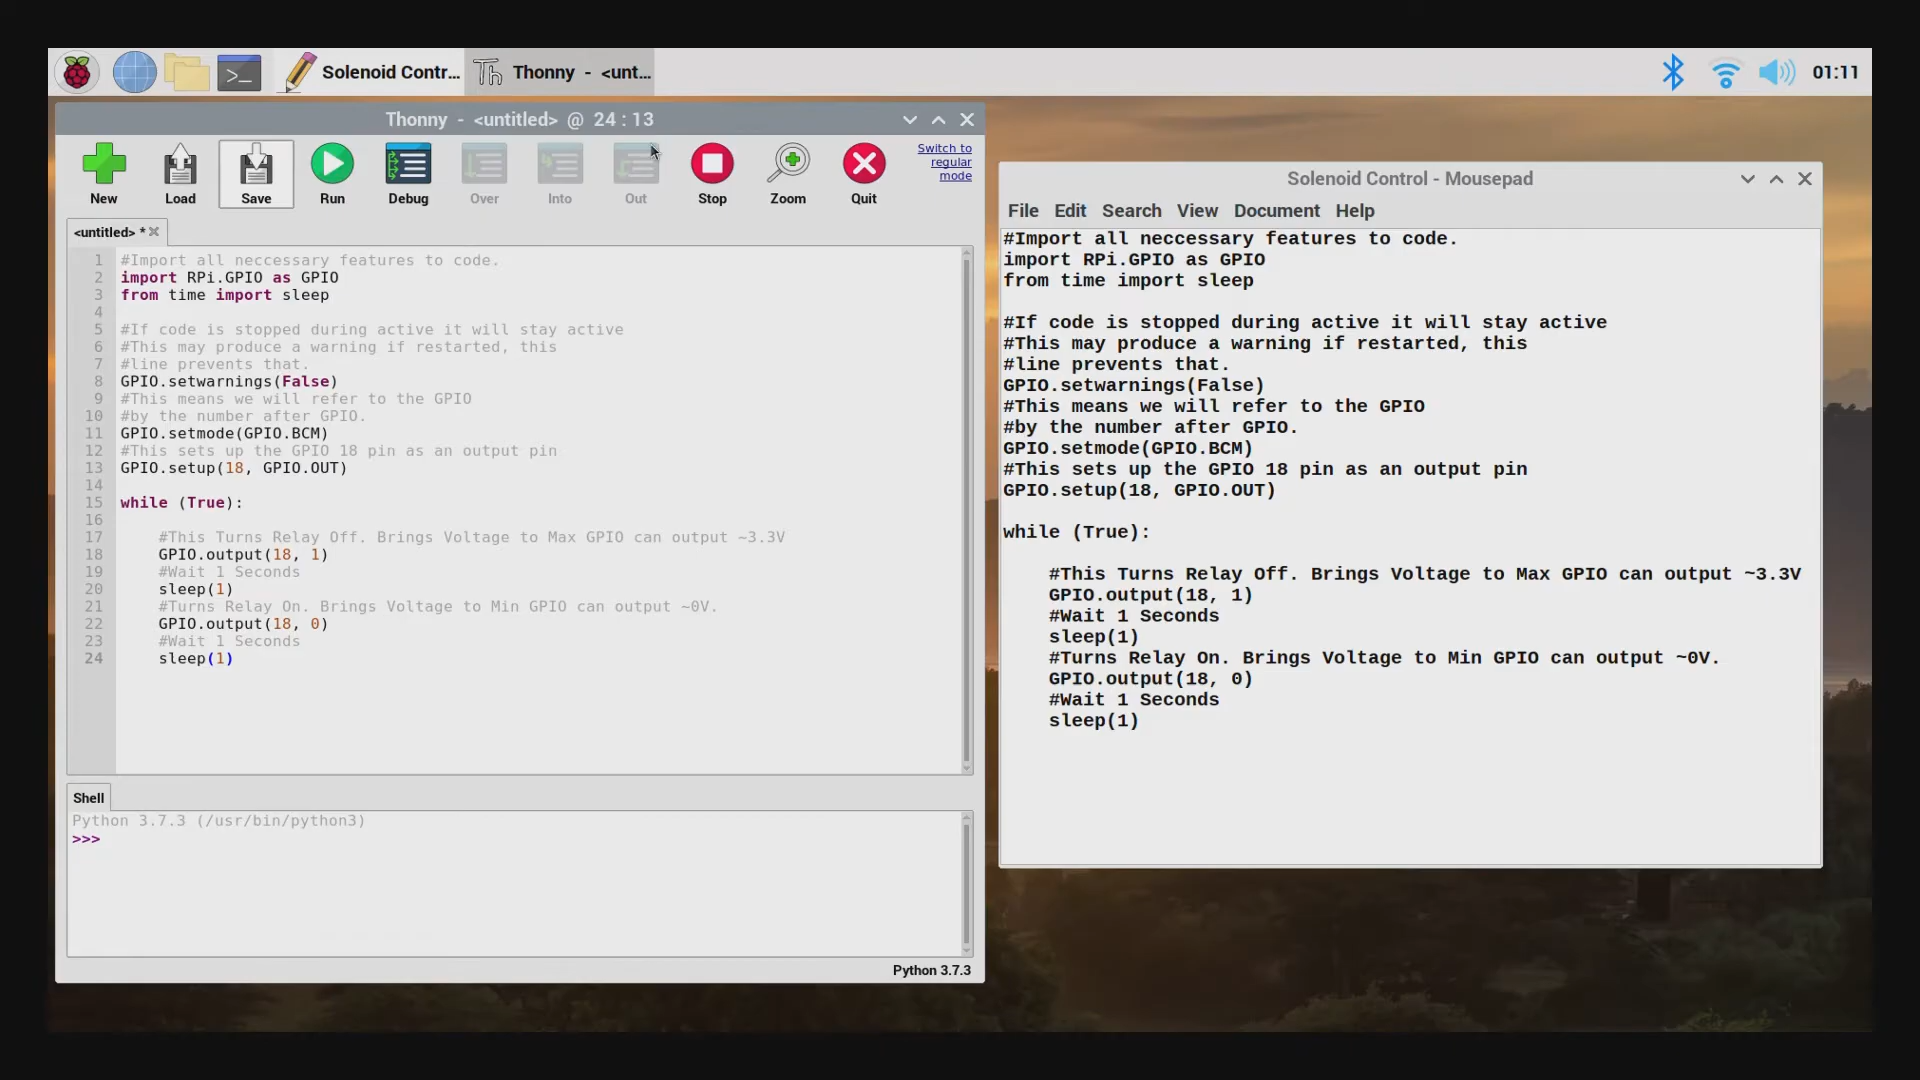 Solenoid Contr...
Thonny - <unt...
01:11
Thonny - <untitled> @ 24 : 13
New
Load
Save
Run
Debug
Over
Into
Out
Stop
Zoom
Quit
Switch to
regular
mode
<untitled> *
1 #Import all neccessary features to code.
2 import RPi.GPIO as GPIO
3 from time import sleep
4
5 #If code is stopped during active it will stay active
6 #This may produce a warning if restarted, this
7 #line prevents that.
8 GPIO.setwarnings(False)
9 #This means we will refer to the GPIO
10 #by the number after GPIO.
11 GPIO.setmode(GPIO.BCM)
12 #This sets up the GPIO 18 pin as an output pin
13 GPIO.setup(18, GPIO.OUT)
14
15 while (True):
16
17 #This Turns Relay Off. Brings Voltage to Max GPIO can output ~3.3V
18 GPIO.output(18, 1)
19 #Wait 1 Seconds
20 sleep(1)
21 #Turns Relay On. Brings Voltage to Min GPIO can output ~0V.
22 GPIO.output(18, 0)
23 #Wait 1 Seconds
24 sleep(1)
Shell
Python 3.7.3 (/usr/bin/python3)
>>>
Python 3.7.3
Solenoid Control - Mousepad
File Edit Search View Document Help
#Import all neccessary features to code.
import RPi.GPIO as GPIO
from time import sleep
#If code is stopped during active it will stay active
#This may produce a warning if restarted, this
#line prevents that.
GPIO.setwarnings(False)
#This means we will refer to the GPIO
#by the number after GPIO.
GPIO.setmode(GPIO.BCM)
#This sets up the GPIO 18 pin as an output pin
GPIO.setup(18, GPIO.OUT)
while (True):
#This Turns Relay Off. Brings Voltage to Max GPIO can output ~3.3V
GPIO.output(18, 1)
#Wait 1 Seconds
sleep(1)
#Turns Relay On. Brings Voltage to Min GPIO can output ~0V.
GPIO.output(18, 0)
#Wait 1 Seconds
sleep(1)